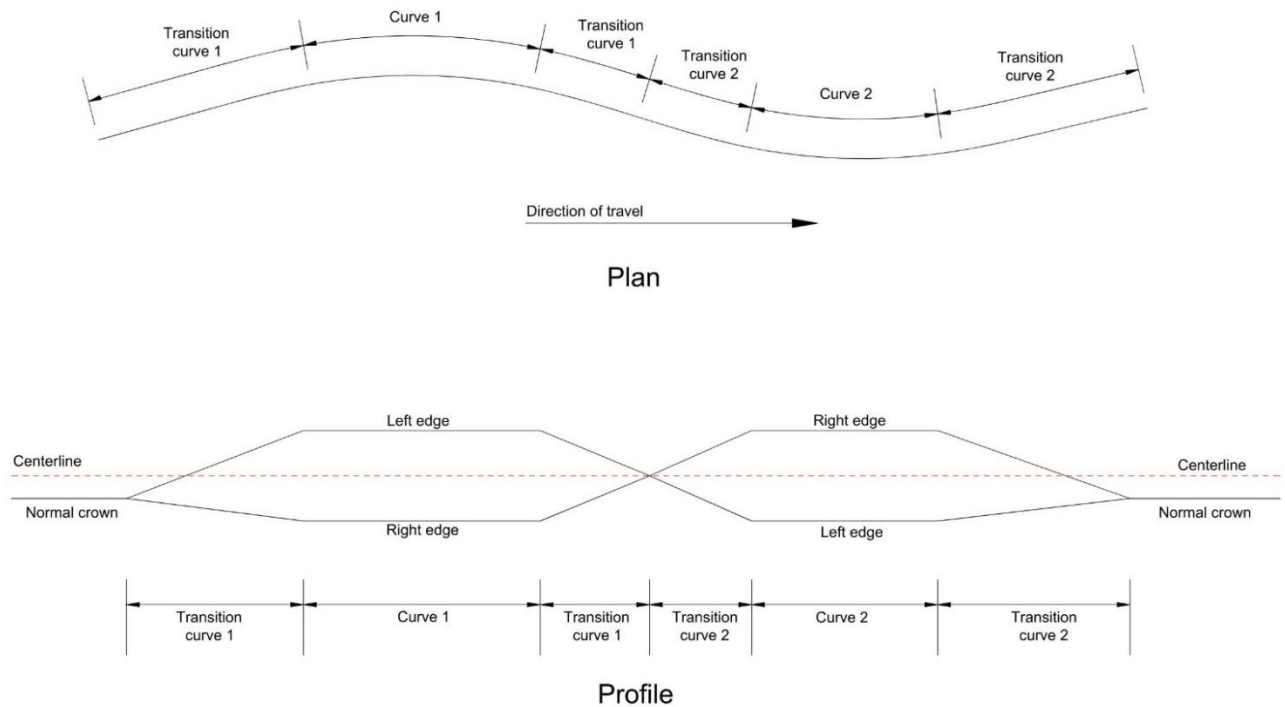 Transition
curve 1
Curve 1
Transition
curve 1
Transition
curve 2
Curve 2
Transition
curve 2
Direction of travel
Plan
Left edge
Right edge
Centerline
Centerline
Normal crown
Normal crown
Right edge
Left edge
Transition
curve 1
Curve 1
Transition
curve 1
Transition
curve 2
Curve 2
Transition
curve 2
Profile